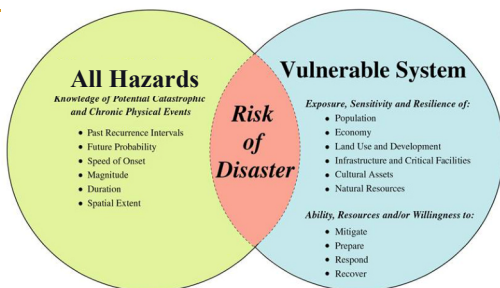 All Hazards
Knowledge of Potential Catastrophic
and Chronic Physical Events
• Past Recurrence Intervals
• Future Probability
• Speed of Onset
• Magnitude
• Duration
• Spatial Extent
Risk
of
Disaster
Vulnerable System
Exposure, Sensitivity and Resilience of:
• Population
• Economy
• Land Use and Development
• Infrastructure and Critical Facilities
• Cultural Assets
• Natural Resources
Ability, Resources and/or Willingness to:
• Mitigate
• Prepare
• Respond
• Recover